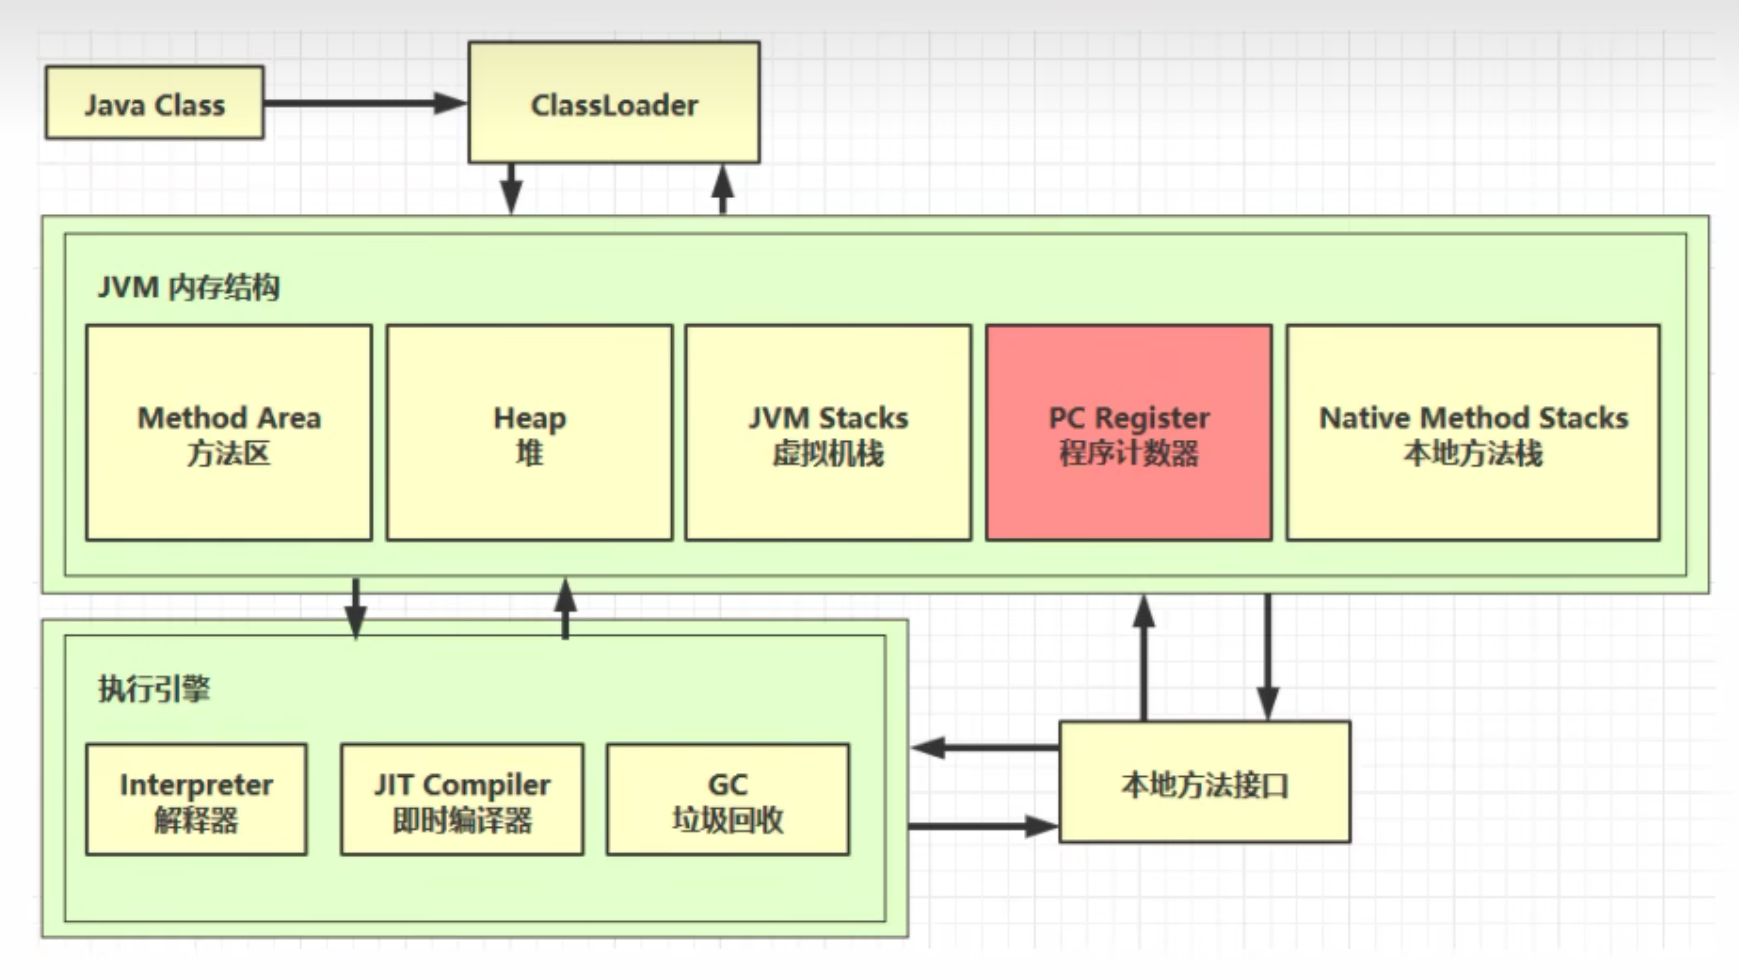 Java Class
ClassLoader
JVM 内存结构
Method Area
方法区
Heap
堆
JVM Stacks
虚拟机栈
PC Register
程序计数器
Native Method Stacks
本地方法栈
执行引擎
Interpreter
解释器
JIT Compiler
即时编译器
GC
垃圾回收
本地方法接口